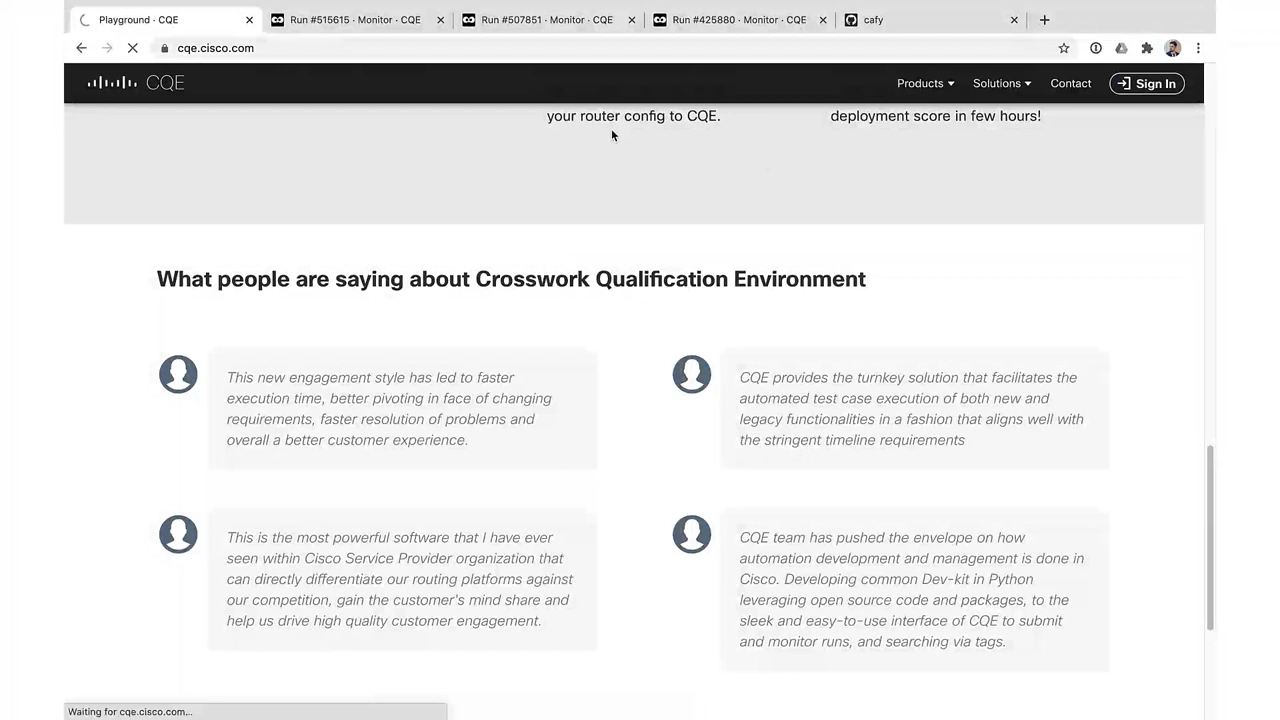 Playground · CQE
Run #515615 · Monitor · CQE
Run #507851 · Monitor · CQE
Run #425880 · Monitor · CQE
cafy
cqe.cisco.com
CQE
Products
Solutions
Contact
Sign In
your router config to CQE.
deployment score in few hours!
What people are saying about Crosswork Qualification Environment
This new engagement style has led to faster
execution time, better pivoting in face of changing
requirements, faster resolution of problems and
overall a better customer experience.
CQE provides the turnkey solution that facilitates the
automated test case execution of both new and
legacy functionalities in a fashion that aligns well with
the stringent timeline requirements
This is the most powerful software that I have ever
seen within Cisco Service Provider organization that
can directly differentiate our routing platforms against
our competition, gain the customer's mind share and
help us drive high quality customer engagement.
CQE team has pushed the envelope on how
automation development and management is done in
Cisco. Developing common Dev-kit in Python
leveraging open source code and packages, to the
sleek and easy-to-use interface of CQE to submit
and monitor runs, and searching via tags.
Waiting for cqe.cisco.com...